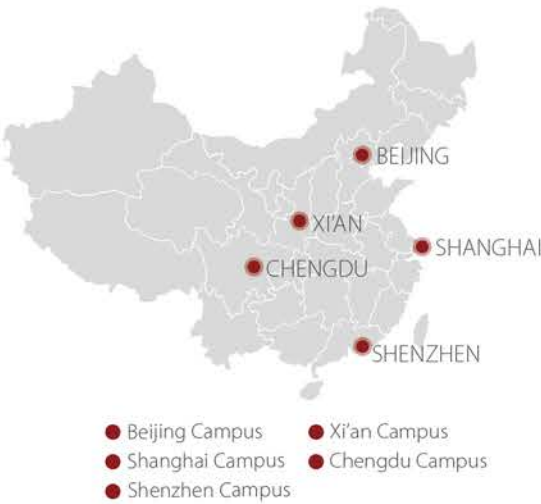 BEIJING
XI'AN
SHANGHAI
CHENGDU
SHENZHEN
Beijing Campus
Xi'an Campus
Shanghai Campus
Chengdu Campus
Shenzhen Campus